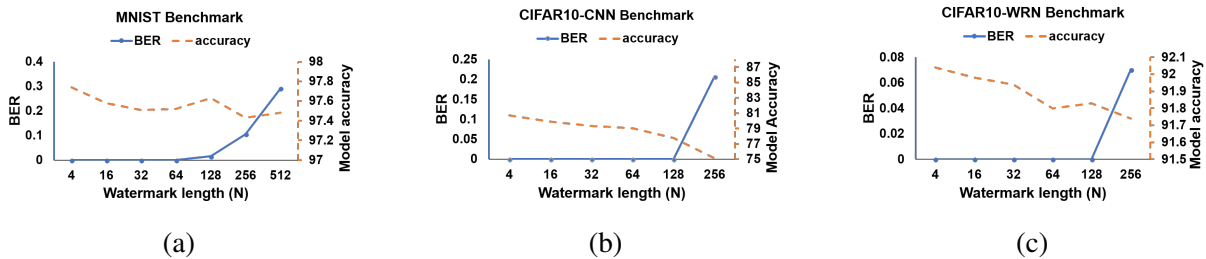 MNIST Benchmark
BER accuracy
0.4
0.3
0.2
0.1
0
BER
98
97.8
97.6
97.4
97.2
97
Model accuracy
4 16 32 64 128 256 512
Watermark length (N)
(a)
CIFAR10-CNN Benchmark
BER accuracy
0.25
0.2
0.15
0.1
0.05
0
BER
87
85
83
81
79
77
75
Model Accuracy
4 16 32 64 128 256
Watermark length (N)
(b)
CIFAR10-WRN Benchmark
BER accuracy
0.08
0.06
0.04
0.02
0
BER
92.1
92
91.9
91.8
91.7
91.6
91.5
Model accuracy
4 16 32 64 128 256
Watermark length (N)
(c)